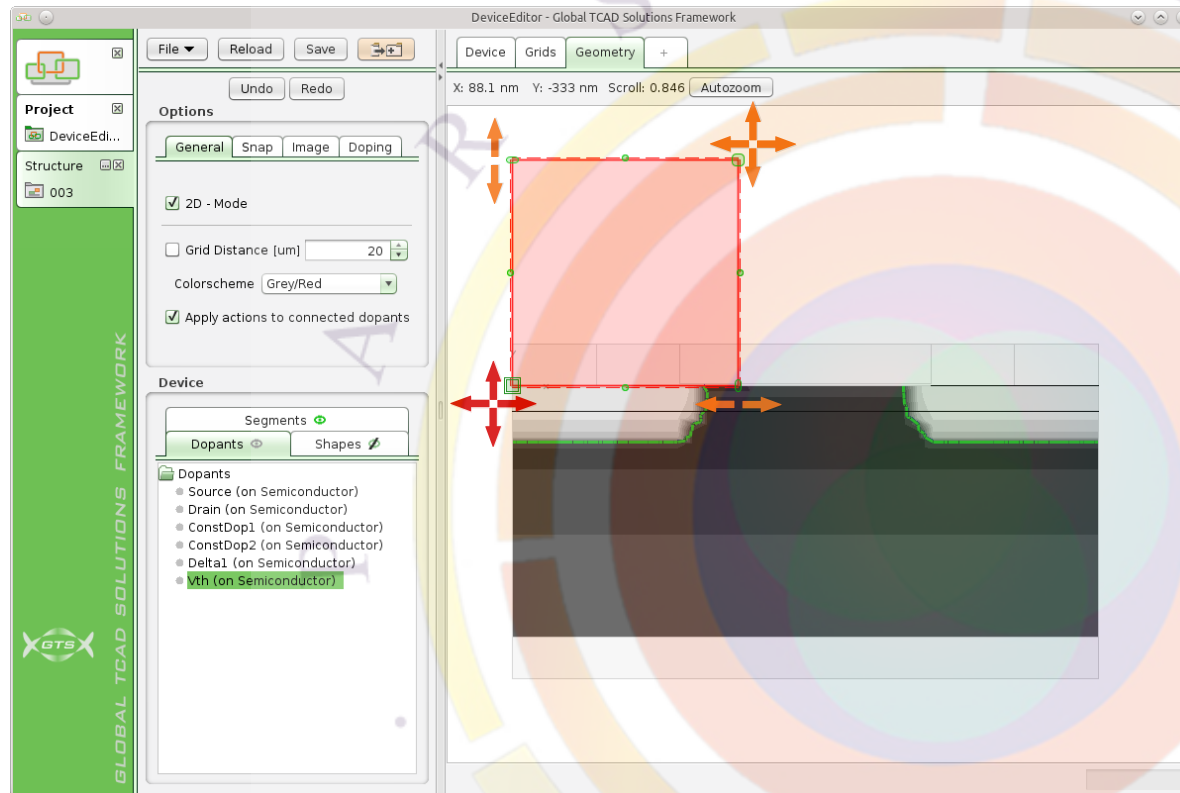 DeviceEditor - Global TCAD Solutions Framework
File Reload Save
Device Grids Geometry +
Undo Redo
X: 88.1 nm Y: -333 nm Scroll: 0.846 Autozoom
Project
DeviceEdi...
Structure
003
Options
General Snap Image Doping
2D - Mode
Grid Distance [um] 20
Colorscheme Grey/Red
Apply actions to connected dopants
Device
Segments
Dopants Shapes
Dopants
Source (on Semiconductor)
Drain (on Semiconductor)
ConstDop1 (on Semiconductor)
ConstDop2 (on Semiconductor)
Delta1 (on Semiconductor)
Vth (on Semiconductor)
GTS
GLOBAL TCAD SOLUTIONS FRAMEWORK